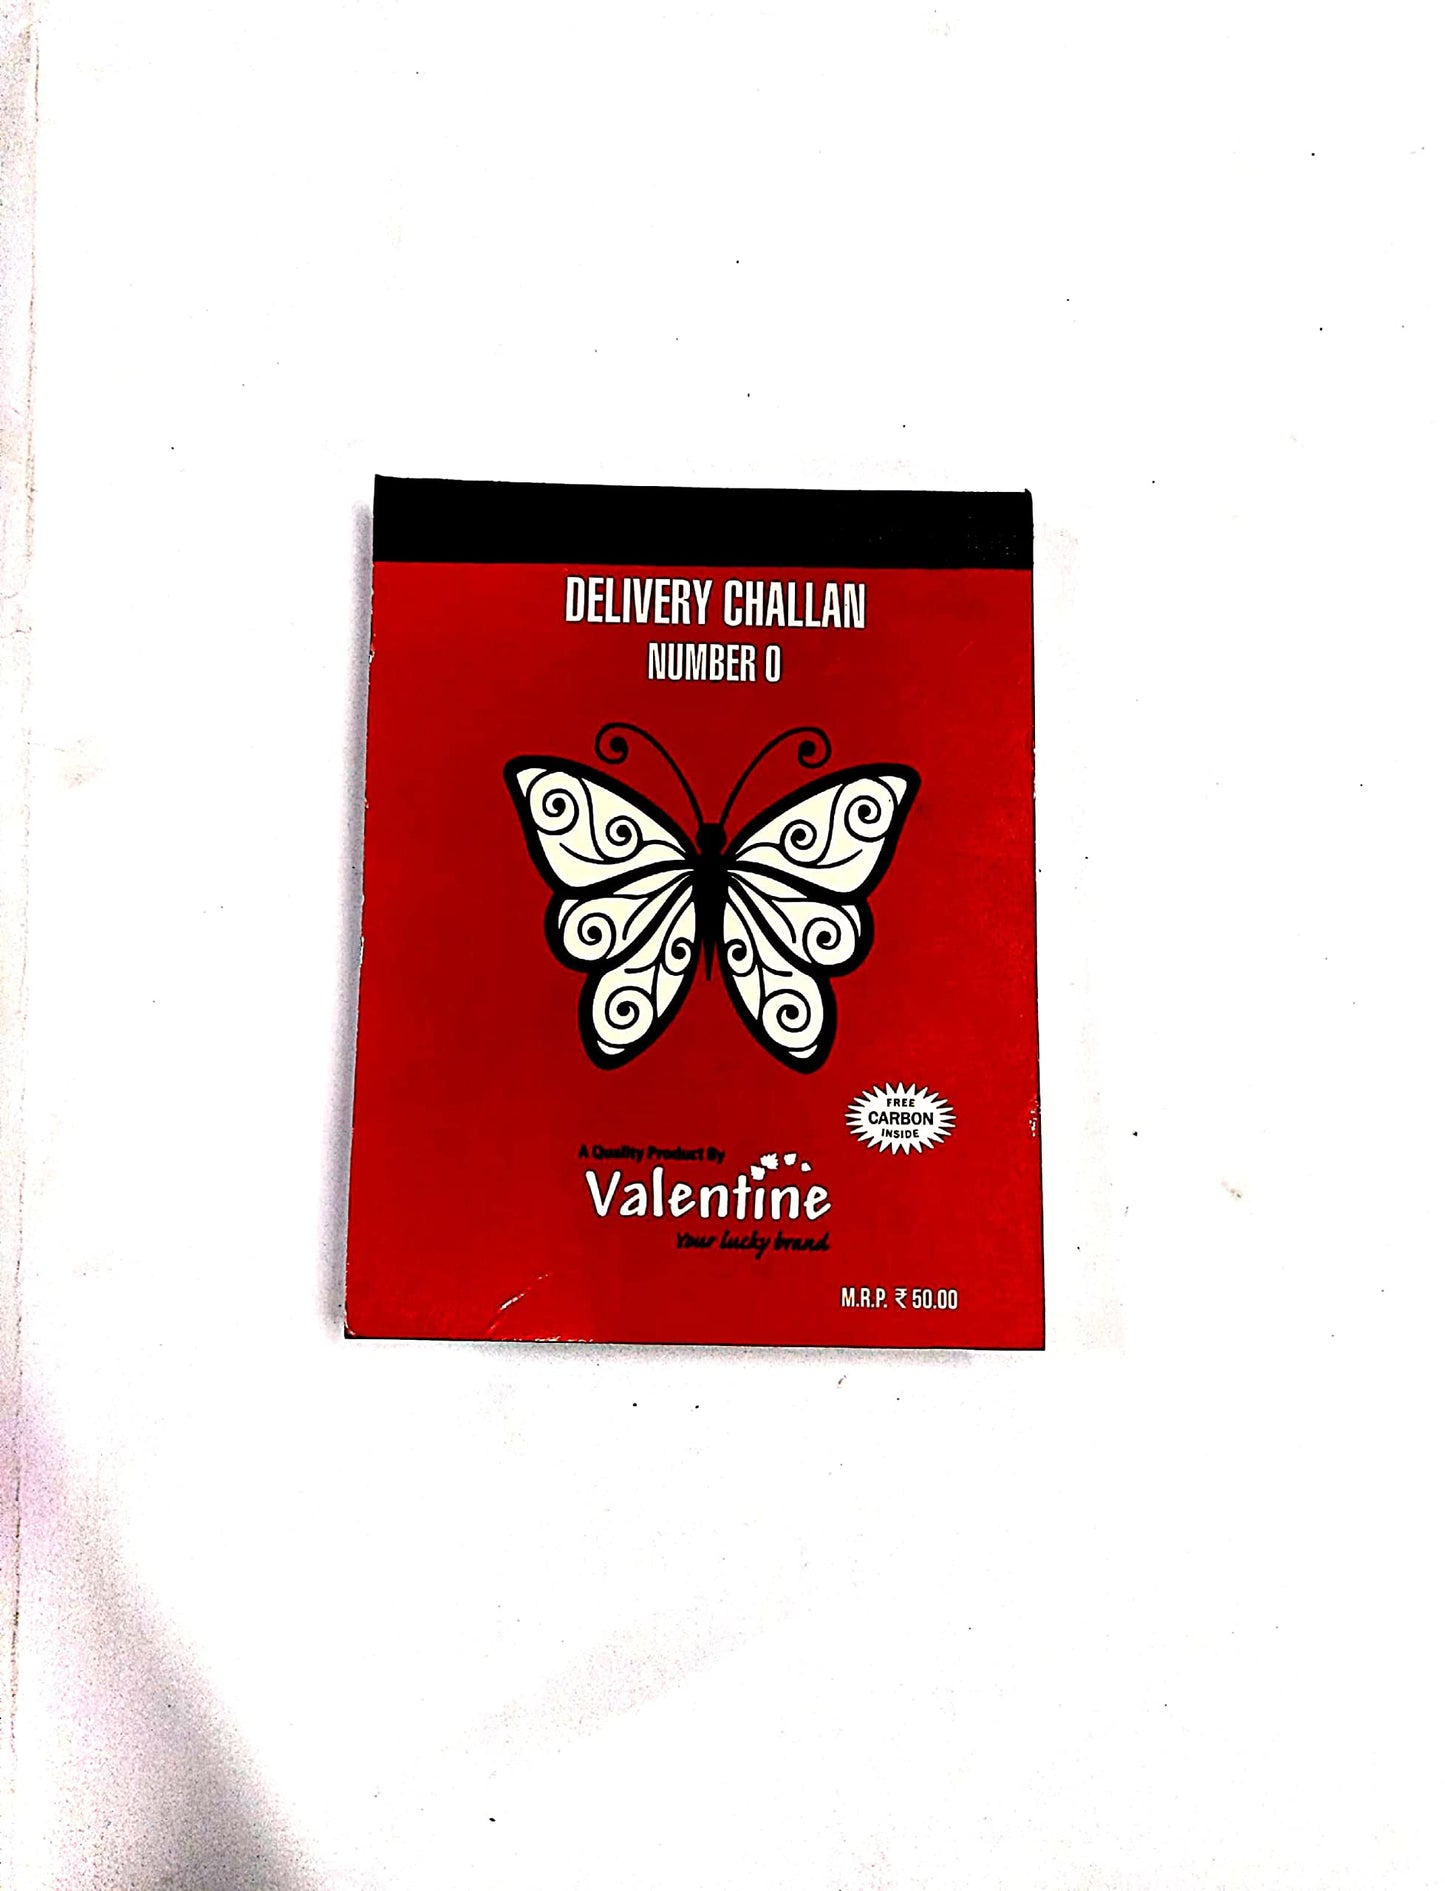 DELIVERY CHALLAN
NUMBER 0
FREE
CARBON
INSIDE
A Quality Product By
Valentine
Your lucky brand
M.R.P. ₹ 50.00